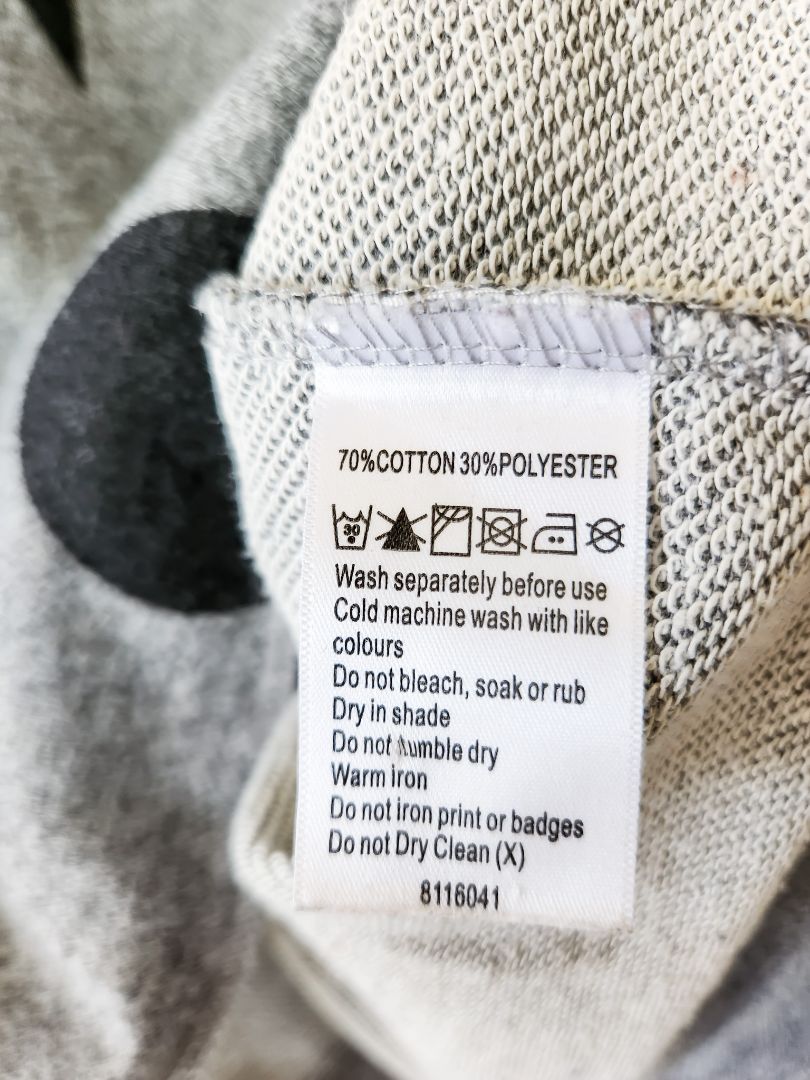 70%COTTON 30%POLYESTER
30
Wash separately before use
Cold machine wash with like
colours
Do not bleach, soak or rub
Dry in shade
Do not tumble dry
Warm iron
Do not iron print or badges
Do not Dry Clean (X)
8116041